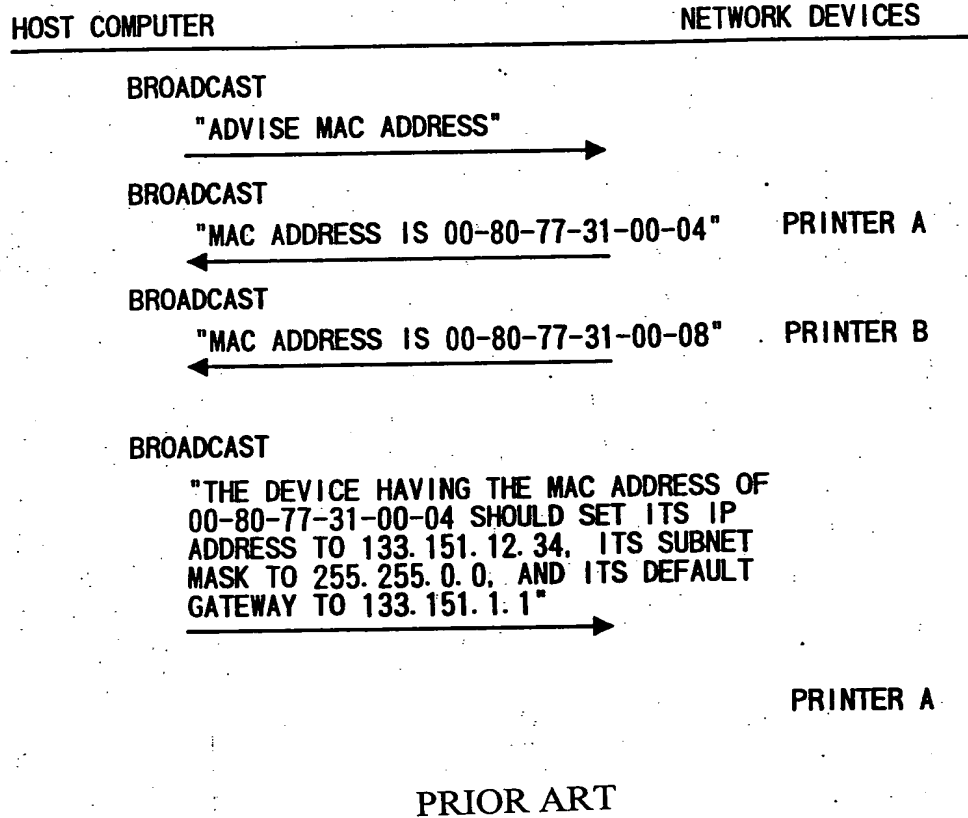 HOST COMPUTER NETWORK DEVICES
BROADCAST
"ADVISE MAC ADDRESS"
BROADCAST
"MAC ADDRESS IS 00-80-77-31-00-04" PRINTER A
BROADCAST
"MAC ADDRESS IS 00-80-77-31-00-08" PRINTER B
BROADCAST
"THE DEVICE HAVING THE MAC ADDRESS OF
00-80-77-31-00-04 SHOULD SET ITS IP
ADDRESS TO 133.151.12.34, ITS SUBNET
MASK TO 255.255.0.0, AND ITS DEFAULT
GATEWAY TO 133.151.1.1"
PRINTER A
PRIOR ART